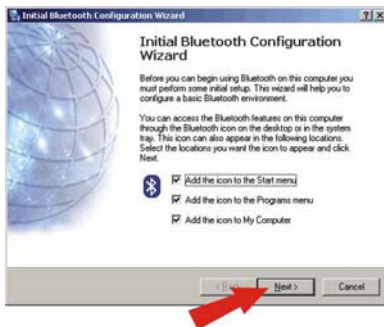 Initial Bluetooth Configuration Wizard
Initial Bluetooth Configuration
Wizard
Before you can begin using Bluetooth on this computer you
must perform some initial setup. This wizard will help you to
configure a basic Bluetooth environment.
You can access the Bluetooth features on this computer
through the Bluetooth icon on the desktop or in the system
tray. This icon can also appear in the following locations.
Select the locations you want the icon to appear and click
Next.
Add the icon to the Start menu
Add the icon to the Programs menu
Add the icon to My Computer
Next >
Cancel